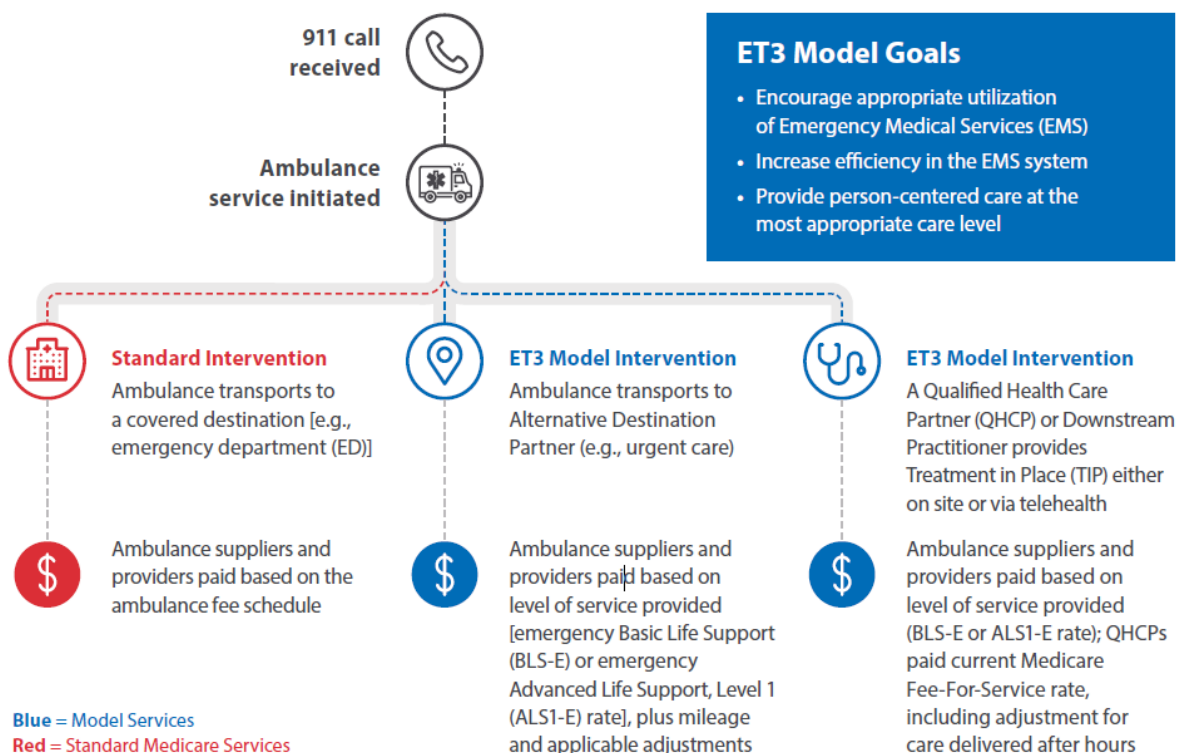 911 call
received
Ambulance
service initiated
ET3 Model Goals
• Encourage appropriate utilization
of Emergency Medical Services (EMS)
• Increase efficiency in the EMS system
• Provide person-centered care at the
most appropriate care level
Standard Intervention
Ambulance transports to
a covered destination [e.g.,
emergency department (ED)]
$
Ambulance suppliers and
providers paid based on the
ambulance fee schedule
ET3 Model Intervention
Ambulance transports to
Alternative Destination
Partner (e.g., urgent care)
$
Ambulance suppliers and
providers paid based on
level of service provided
[emergency Basic Life Support
(BLS-E) or emergency
Advanced Life Support, Level 1
(ALS1-E) rate], plus mileage
and applicable adjustments
ET3 Model Intervention
A Qualified Health Care
Partner (QHCP) or Downstream
Practitioner provides
Treatment in Place (TIP) either
on site or via telehealth
$
Ambulance suppliers and
providers paid based on
level of service provided
(BLS-E or ALS1-E rate); QHCPs
paid current Medicare
Fee-For-Service rate,
including adjustment for
care delivered after hours
Blue = Model Services
Red = Standard Medicare Services